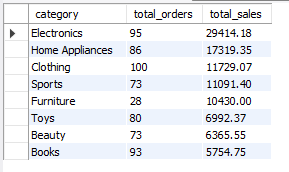 category total_orders total_sales
Electronics 95 29414.18
Home Appliances 86 17319.35
Clothing 100 11729.07
Sports 73 11091.40
Furniture 28 10430.00
Toys 80 6992.37
Beauty 73 6365.55
Books 93 5754.75